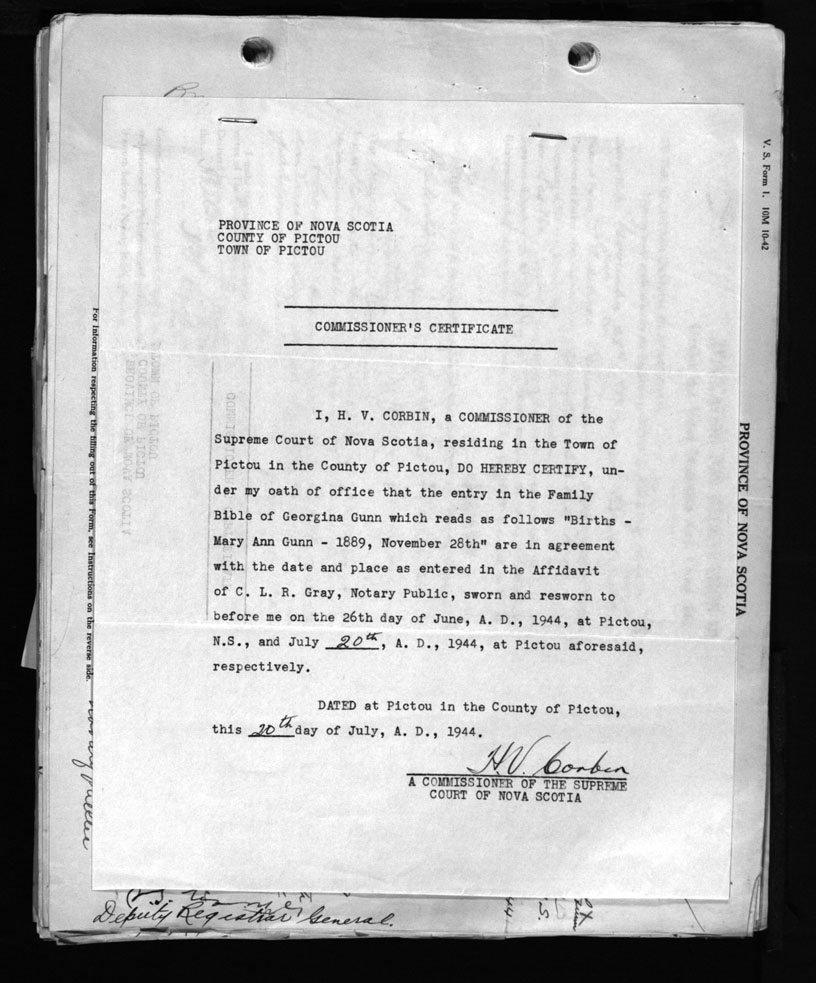 V. S. Form 1. 10M 10-42
PROVINCE OF NOVA SCOTIA
COUNTY OF PICTOU
TOWN OF PICTOU
COMMISSIONER'S CERTIFICATE
I, H. V. CORBIN, a COMMISSIONER of the
Supreme Court of Nova Scotia, residing in the Town of
Pictou in the County of Pictou, DO HEREBY CERTIFY, un-
der my oath of office that the entry in the Family
Bible of Georgina Gunn which reads as follows "Births -
Mary Ann Gunn - 1889, November 28th" are in agreement
with the date and place as entered in the Affidavit
of C. L. R. Gray, Notary Public, sworn and resworn to
before me on the 26th day of June, A. D., 1944, at Pictou,
N.S., and July 20th, A. D., 1944, at Pictou aforesaid,
respectively.
DATED at Pictou in the County of Pictou,
this 20th day of July, A. D., 1944.
H.V. Corbin
A COMMISSIONER OF THE SUPREME
COURT OF NOVA SCOTIA
PROVINCE OF NOVA SCOTIA
For Information respecting the filling out of this Form, see Instructions on the reverse side.
Notary Public
Deputy Registrar General.